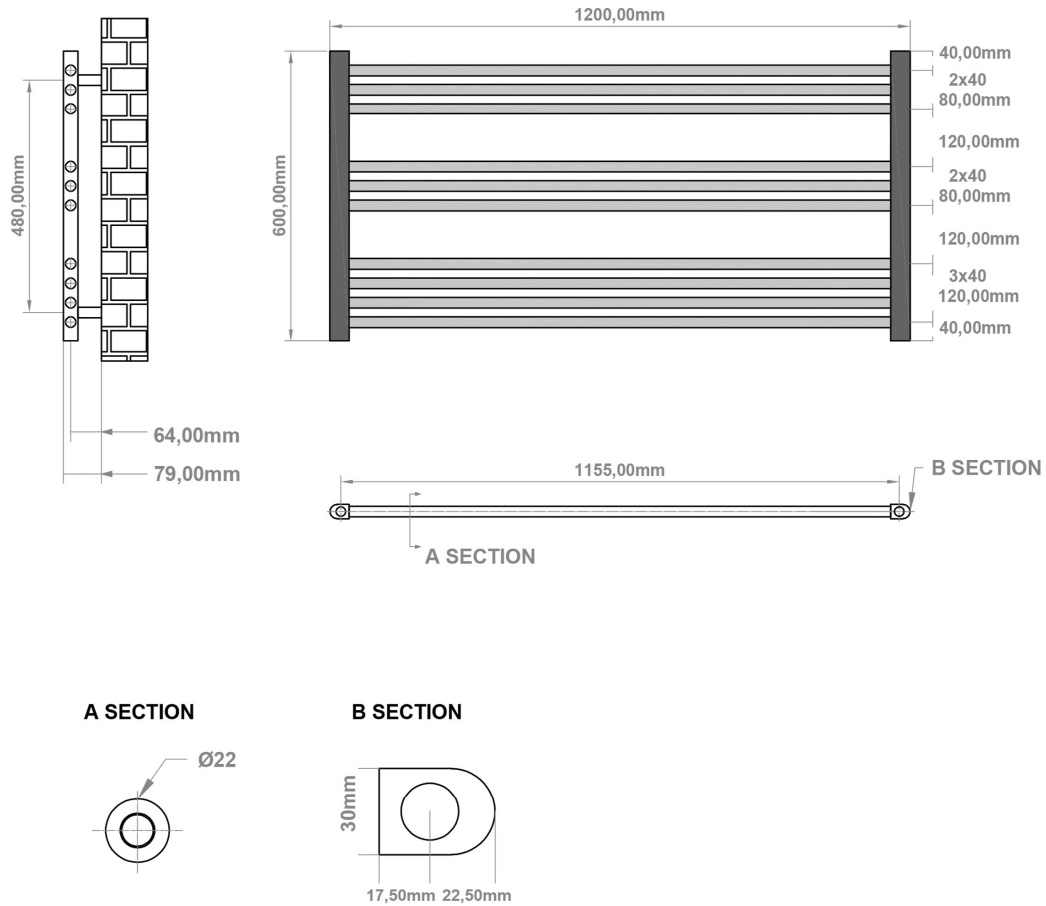 1200,00mm
40,00mm
2x40
80,00mm
120,00mm
480,00mm
600,00mm
2x40
80,00mm
120,00mm
3x40
120,00mm
40,00mm
64,00mm
79,00mm
1155,00mm
B SECTION
A SECTION
A SECTION
B SECTION
Ø22
30mm
17,50mm
22,50mm